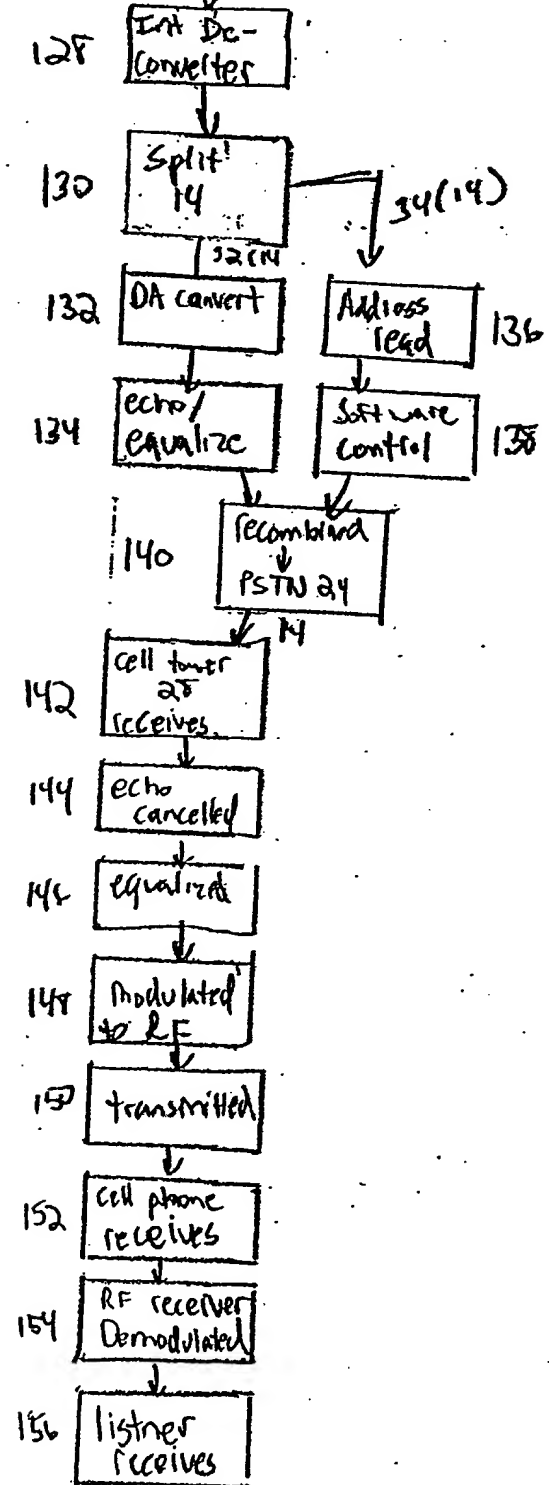 128
Int De-
Converter
130
Split
14
34(14)
32(14
132
DA convert
Address
read
136
134
echo/
equalize
Software
control
138
140
recombined
PSTN 24
14
142
cell tower
28
receives.
144
echo
cancelled
146
equalized
148
modulated
to RF
150
transmitted
152
cell phone
receives
154
RF receiver
Demodulated
156
listner
receives